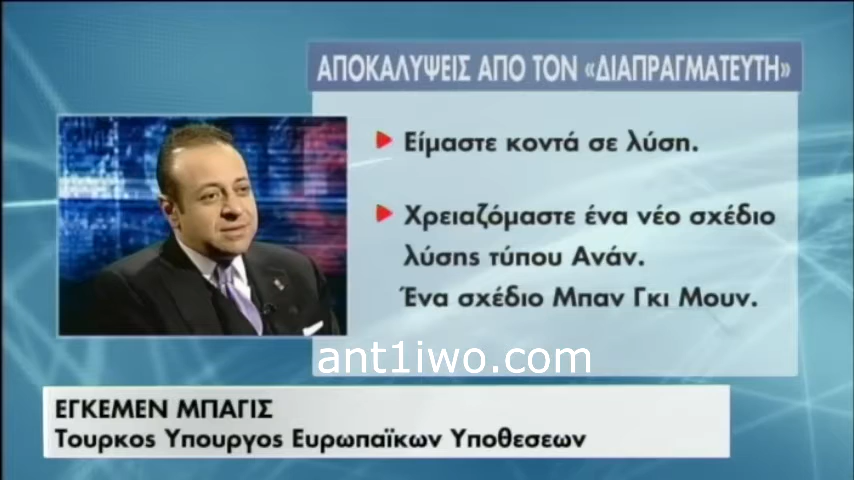 ΑΠΟΚΑΛΥΨΕΙΣ ΑΠΟ ΤΟΝ «ΔΙΑΠΡΑΓΜΑΤΕΥΤΗ»
Είμαστε κοντά σε λύση.
Χρειαζόμαστε ένα νέο σχέδιο
λύσης τύπου Ανάν.
Ένα σχέδιο Μπαν Γκι Μουν.
ant1iwo.com
ΕΓΚΕΜΕΝ ΜΠΑΓΙΣ
Τουρκος Υπουργος Ευρωπαϊκων Υποθεσεων